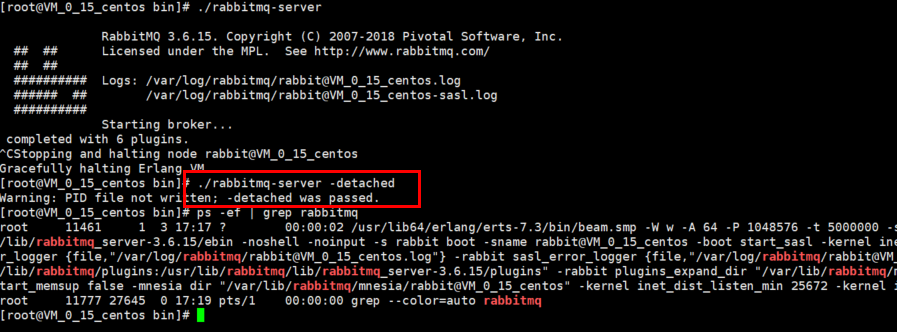 [root@VM_0_15_centos bin]# ./rabbitmq-server
RabbitMQ 3.6.15. Copyright (C) 2007-2018 Pivotal Software, Inc.
##  ##      Licensed under the MPL.  See http://www.rabbitmq.com/
##  ##
##########  Logs: /var/log/rabbitmq/rabbit@VM_0_15_centos.log
######  ##        /var/log/rabbitmq/rabbit@VM_0_15_centos-sasl.log
##########
Starting broker...
completed with 6 plugins.
^CStopping and halting node rabbit@VM_0_15_centos
Gracefully halting Erlang VM
[root@VM_0_15_centos bin]# ./rabbitmq-server -detached
Warning: PID file not written; -detached was passed.
[root@VM_0_15_centos bin]# ps -ef | grep rabbitmq
root     11461     1  3 17:17 ?        00:00:02 /usr/lib64/erlang/erts-7.3/bin/beam.smp -W w -A 64 -P 1048576 -t 5000000 -s
/lib/rabbitmq_server-3.6.15/ebin -noshell -noinput -s rabbit boot -sname rabbit@VM_0_15_centos -boot start_sasl -kernel ine
r_logger {file,"/var/log/rabbitmq/rabbit@VM_0_15_centos.log"} -rabbit sasl_error_logger {file,"/var/log/rabbitmq/rabbit@VM_
/lib/rabbitmq/plugins:/usr/lib/rabbitmq/lib/rabbitmq_server-3.6.15/plugins" -rabbit plugins_expand_dir "/var/lib/rabbitmq/m
tart_memsup false -mnesia dir "/var/lib/rabbitmq/mnesia/rabbit@VM_0_15_centos" -kernel inet_dist_listen_min 25672 -kernel i
root     11777 27645  0 17:19 pts/1    00:00:00 grep --color=auto rabbitmq
[root@VM_0_15_centos bin]#